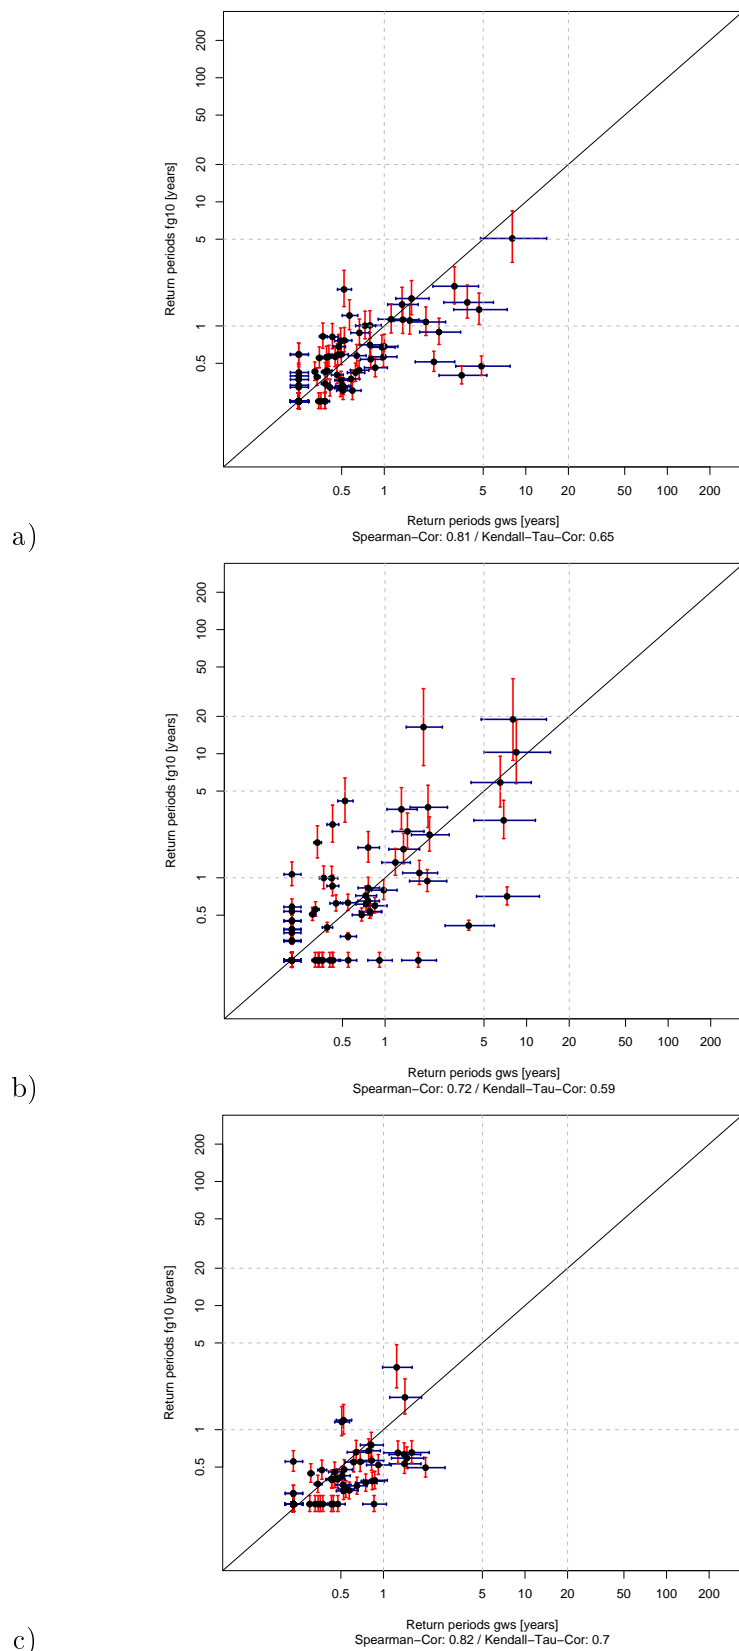 200
100
50
20
10
5
1
0.5
Return periods fg10 [years]
0.5 1 5 10 20 50 100 200
Return periods gws [years]
Spearman−Cor: 0.81 / Kendall−Tau−Cor: 0.65
a)
200
100
50
20
10
5
1
0.5
Return periods fg10 [years]
0.5 1 5 10 20 50 100 200
Return periods gws [years]
Spearman−Cor: 0.72 / Kendall−Tau−Cor: 0.59
b)
200
100
50
20
10
5
1
0.5
Return periods fg10 [years]
0.5 1 5 10 20 50 100 200
Return periods gws [years]
Spearman−Cor: 0.82 / Kendall−Tau−Cor: 0.7
c)